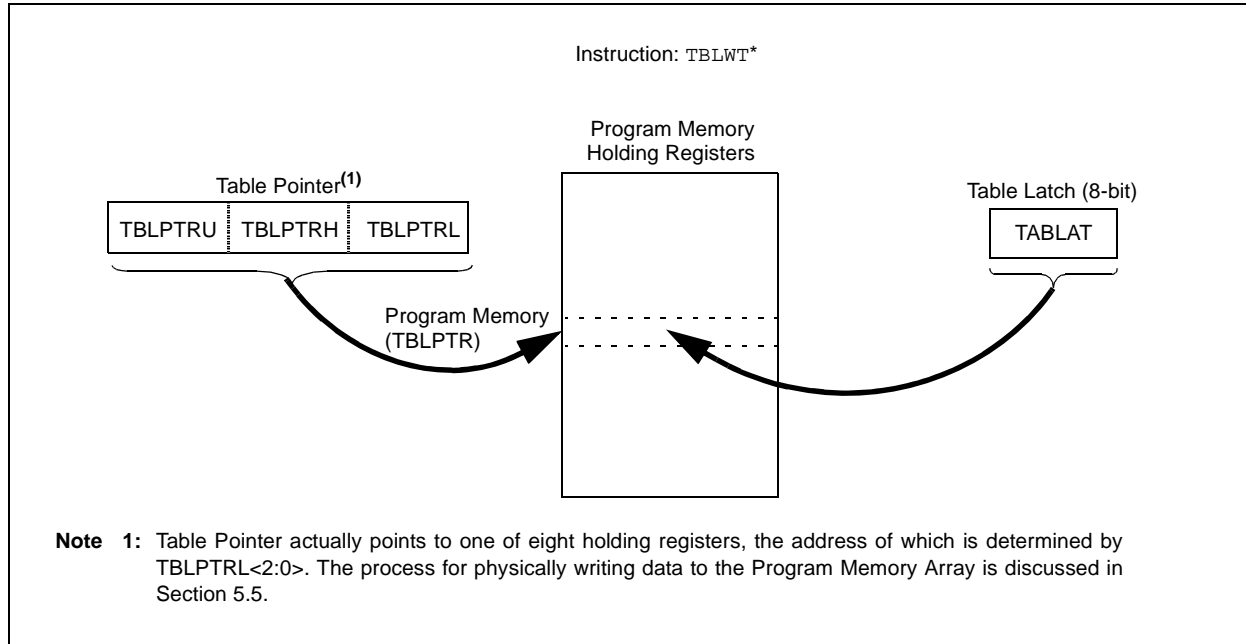 Instruction: TBLWT*
Program Memory
Holding Registers
Table Pointer(1)
Table Latch (8-bit)
TBLPTRU TBLPTRH TBLPTRL
TABLAT
Program Memory
(TBLPTR)
Note 1: Table Pointer actually points to one of eight holding registers, the address of which is determined by
TBLPTRL<2:0>. The process for physically writing data to the Program Memory Array is discussed in
Section 5.5.